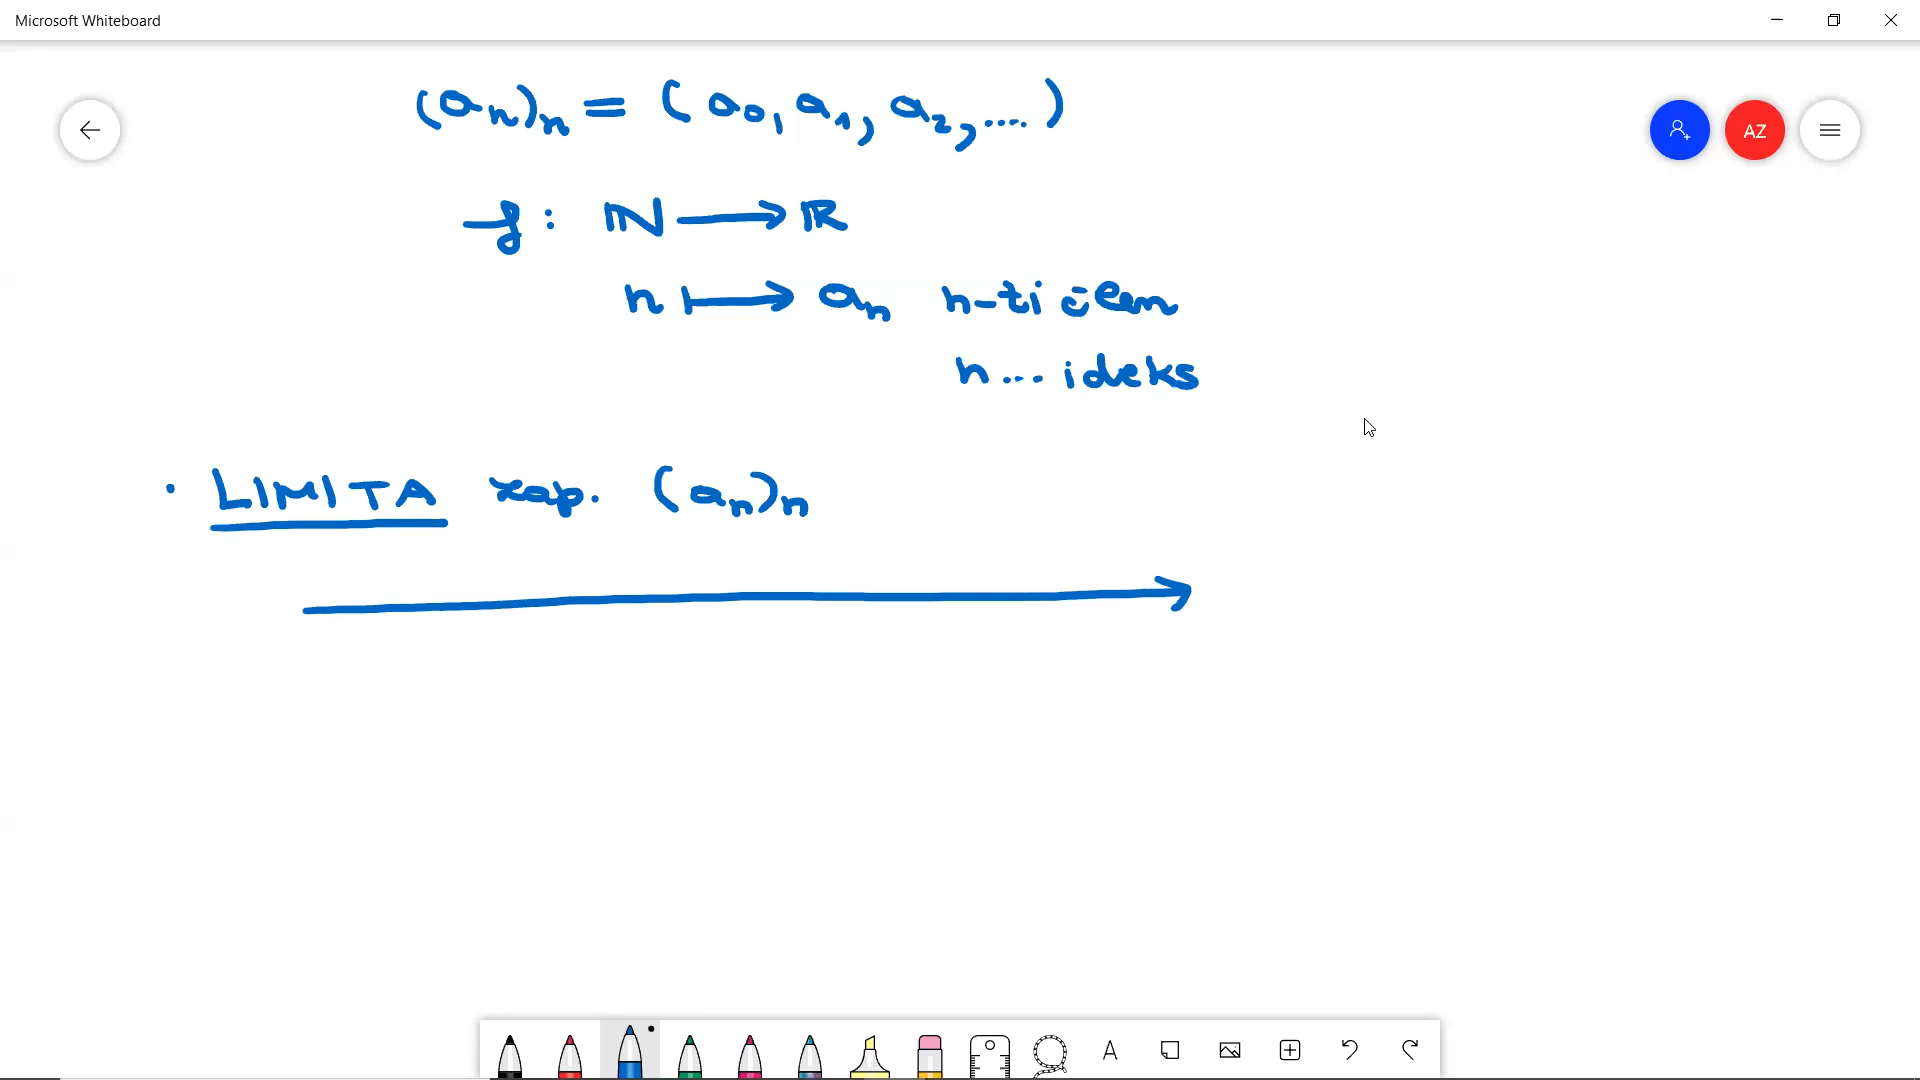 Microsoft Whiteboard
(aₙ)ₙ = (a₀, a₁, a₂, ....)
AZ
f: ℕ ⟶ ℝ
n ⟼ aₙ n-ti člen
n ... ideks
· LIMITA zap. (aₙ)ₙ
A